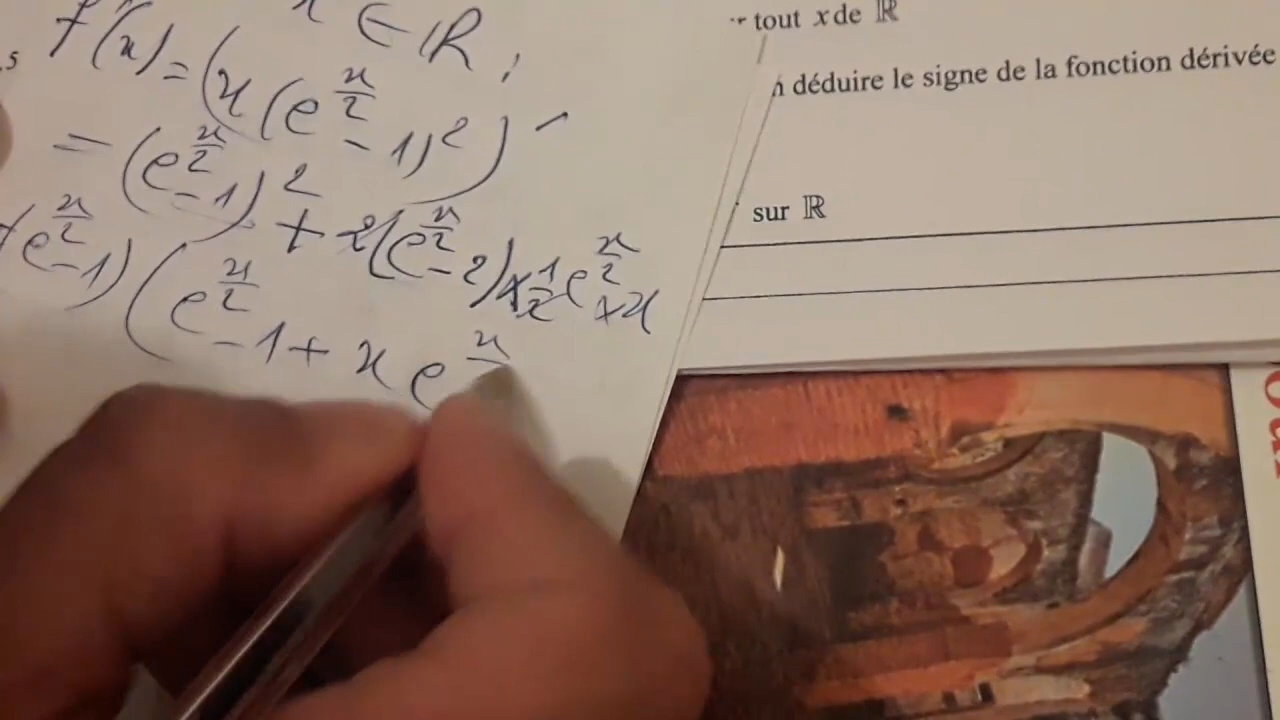 .5
f'(x) = (x(e^{x/2} - 1)^2)'
x ∈ ℝ ;
= (e^{x/2} - 1)^2 + 2(e^{x/2} - 2) × 1/2 e^{x/2} × x
(e^{x/2} - 1)(e^{x/2} - 1 + x e^{x/
tout x de ℝ
déduire le signe de la fonction dérivée
sur ℝ